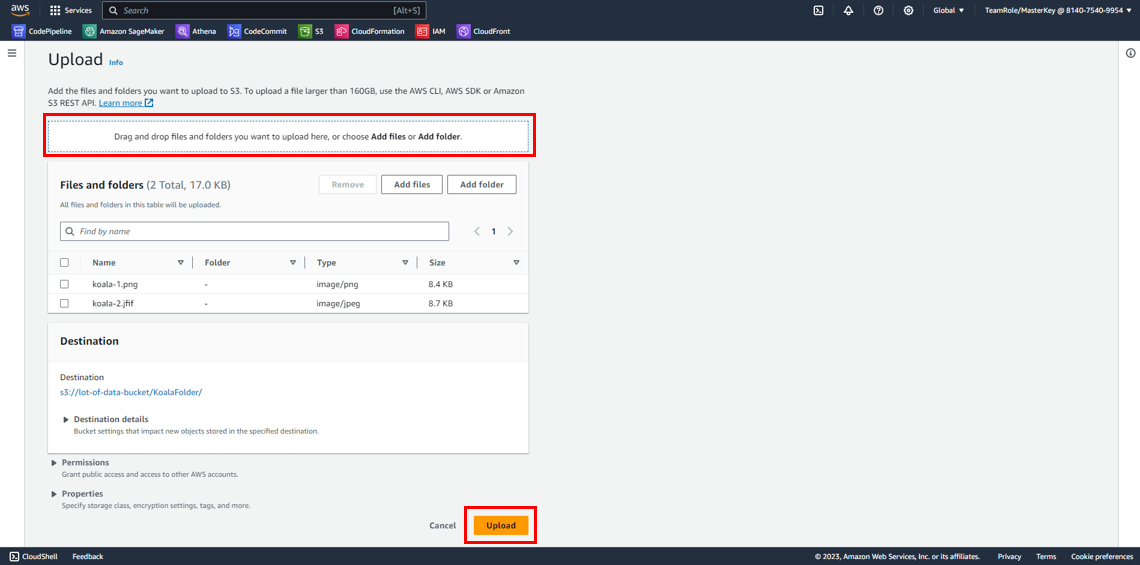 aws Services Search [Alt+S] Global TeamRole/MasterKey @ 8140-7540-9954
CodePipeline Amazon SageMaker Athena CodeCommit S3 CloudFormation IAM CloudFront
Upload Info
Add the files and folders you want to upload to S3. To upload a file larger than 160GB, use the AWS CLI, AWS SDK or Amazon
S3 REST API. Learn more
Drag and drop files and folders you want to upload here, or choose Add files or Add folder.
Files and folders (2 Total, 17.0 KB) Remove Add files Add folder
All files and folders in this table will be uploaded.
Find by name 1
Name Folder Type Size
koala-1.png - image/png 8.4 KB
koala-2.jfif - image/jpeg 8.7 KB
Destination
Destination
s3://lot-of-data-bucket/KoalaFolder/
Destination details
Bucket settings that impact new objects stored in the specified destination.
Permissions
Grant public access and access to other AWS accounts.
Properties
Specify storage class, encryption settings, tags, and more.
Cancel Upload
CloudShell Feedback © 2023, Amazon Web Services, Inc. or its affiliates. Privacy Terms Cookie preferences